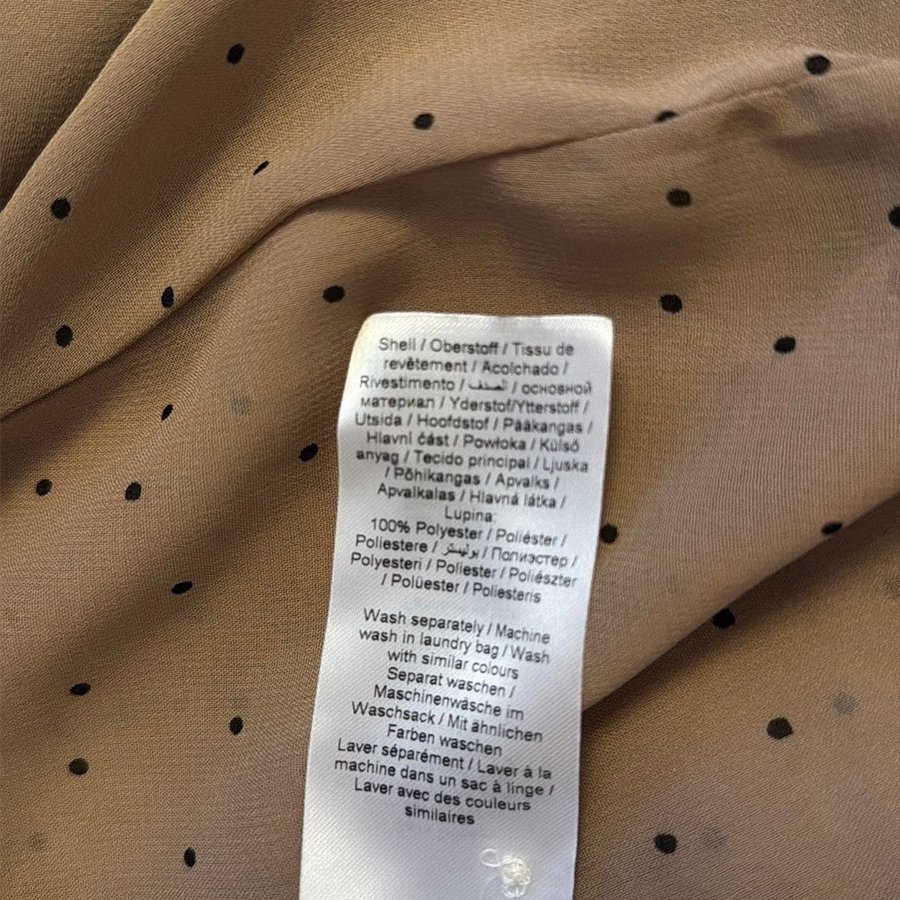 Shell / Oberstoff / Tissu de
revêtement / Acolchado /
Rivestimento / الصدف / основной
материал / Yderstof/Ytterstoff /
Utsida / Hoofdstof / Pääkangas /
Hlavní část / Powłoka / Külső
anyag / Tecido principal / Ljuska
/ Põhikangas / Apvalks /
Apvalkalas / Hlavná látka /
Lupina:
100% Polyester / Poliéster /
Poliestere / بوليستر / Полиэстер /
Polyesteri / Poliester / Poliészter
/ Polüester / Poliesteris
Wash separately / Machine
wash in laundry bag / Wash
with similar colours
Separat waschen /
Maschinenwäsche im
Waschsack / Mit ähnlichen
Farben waschen
Laver séparément / Laver à la
machine dans un sac à linge /
Laver avec des couleurs
similaires